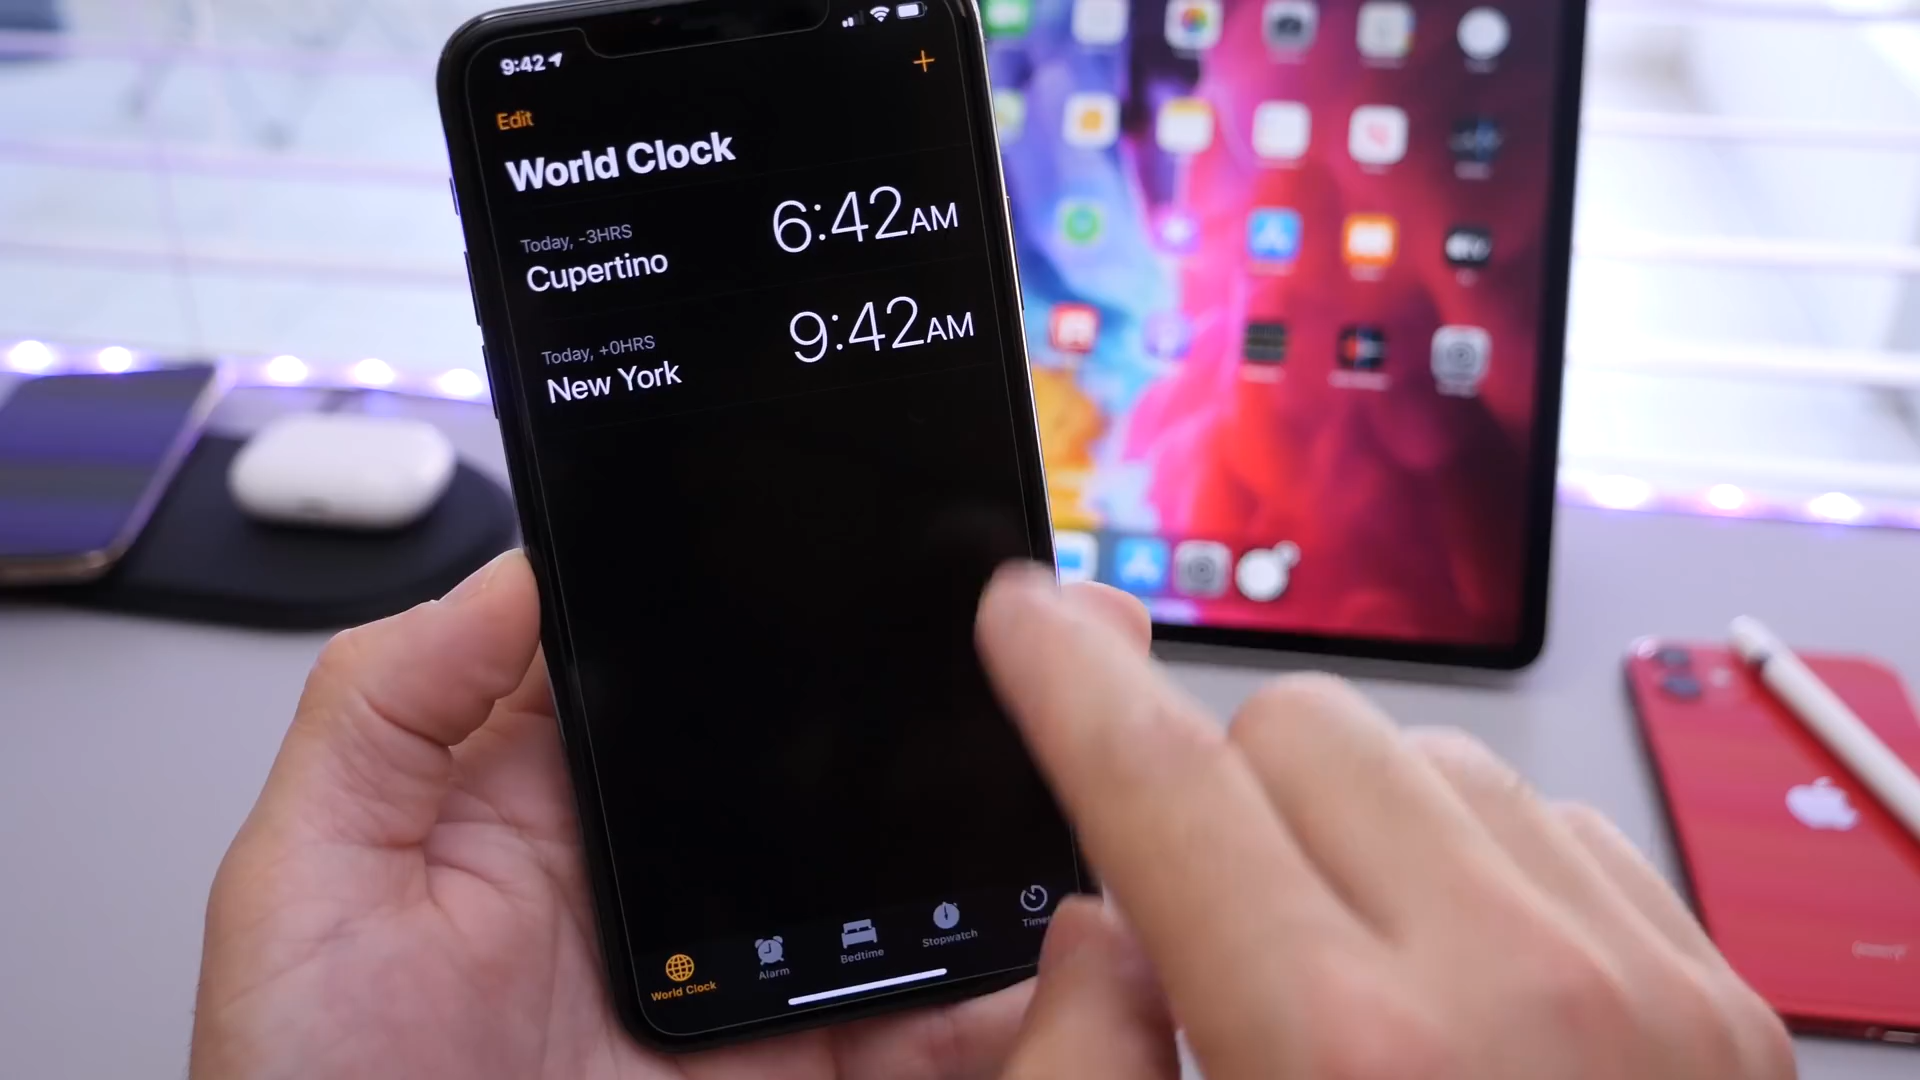 9:42
Edit
World Clock
Today, -3HRS
Cupertino
6:42AM
Today, +0HRS
New York
9:42AM
World Clock
Alarm
Bedtime
Stopwatch